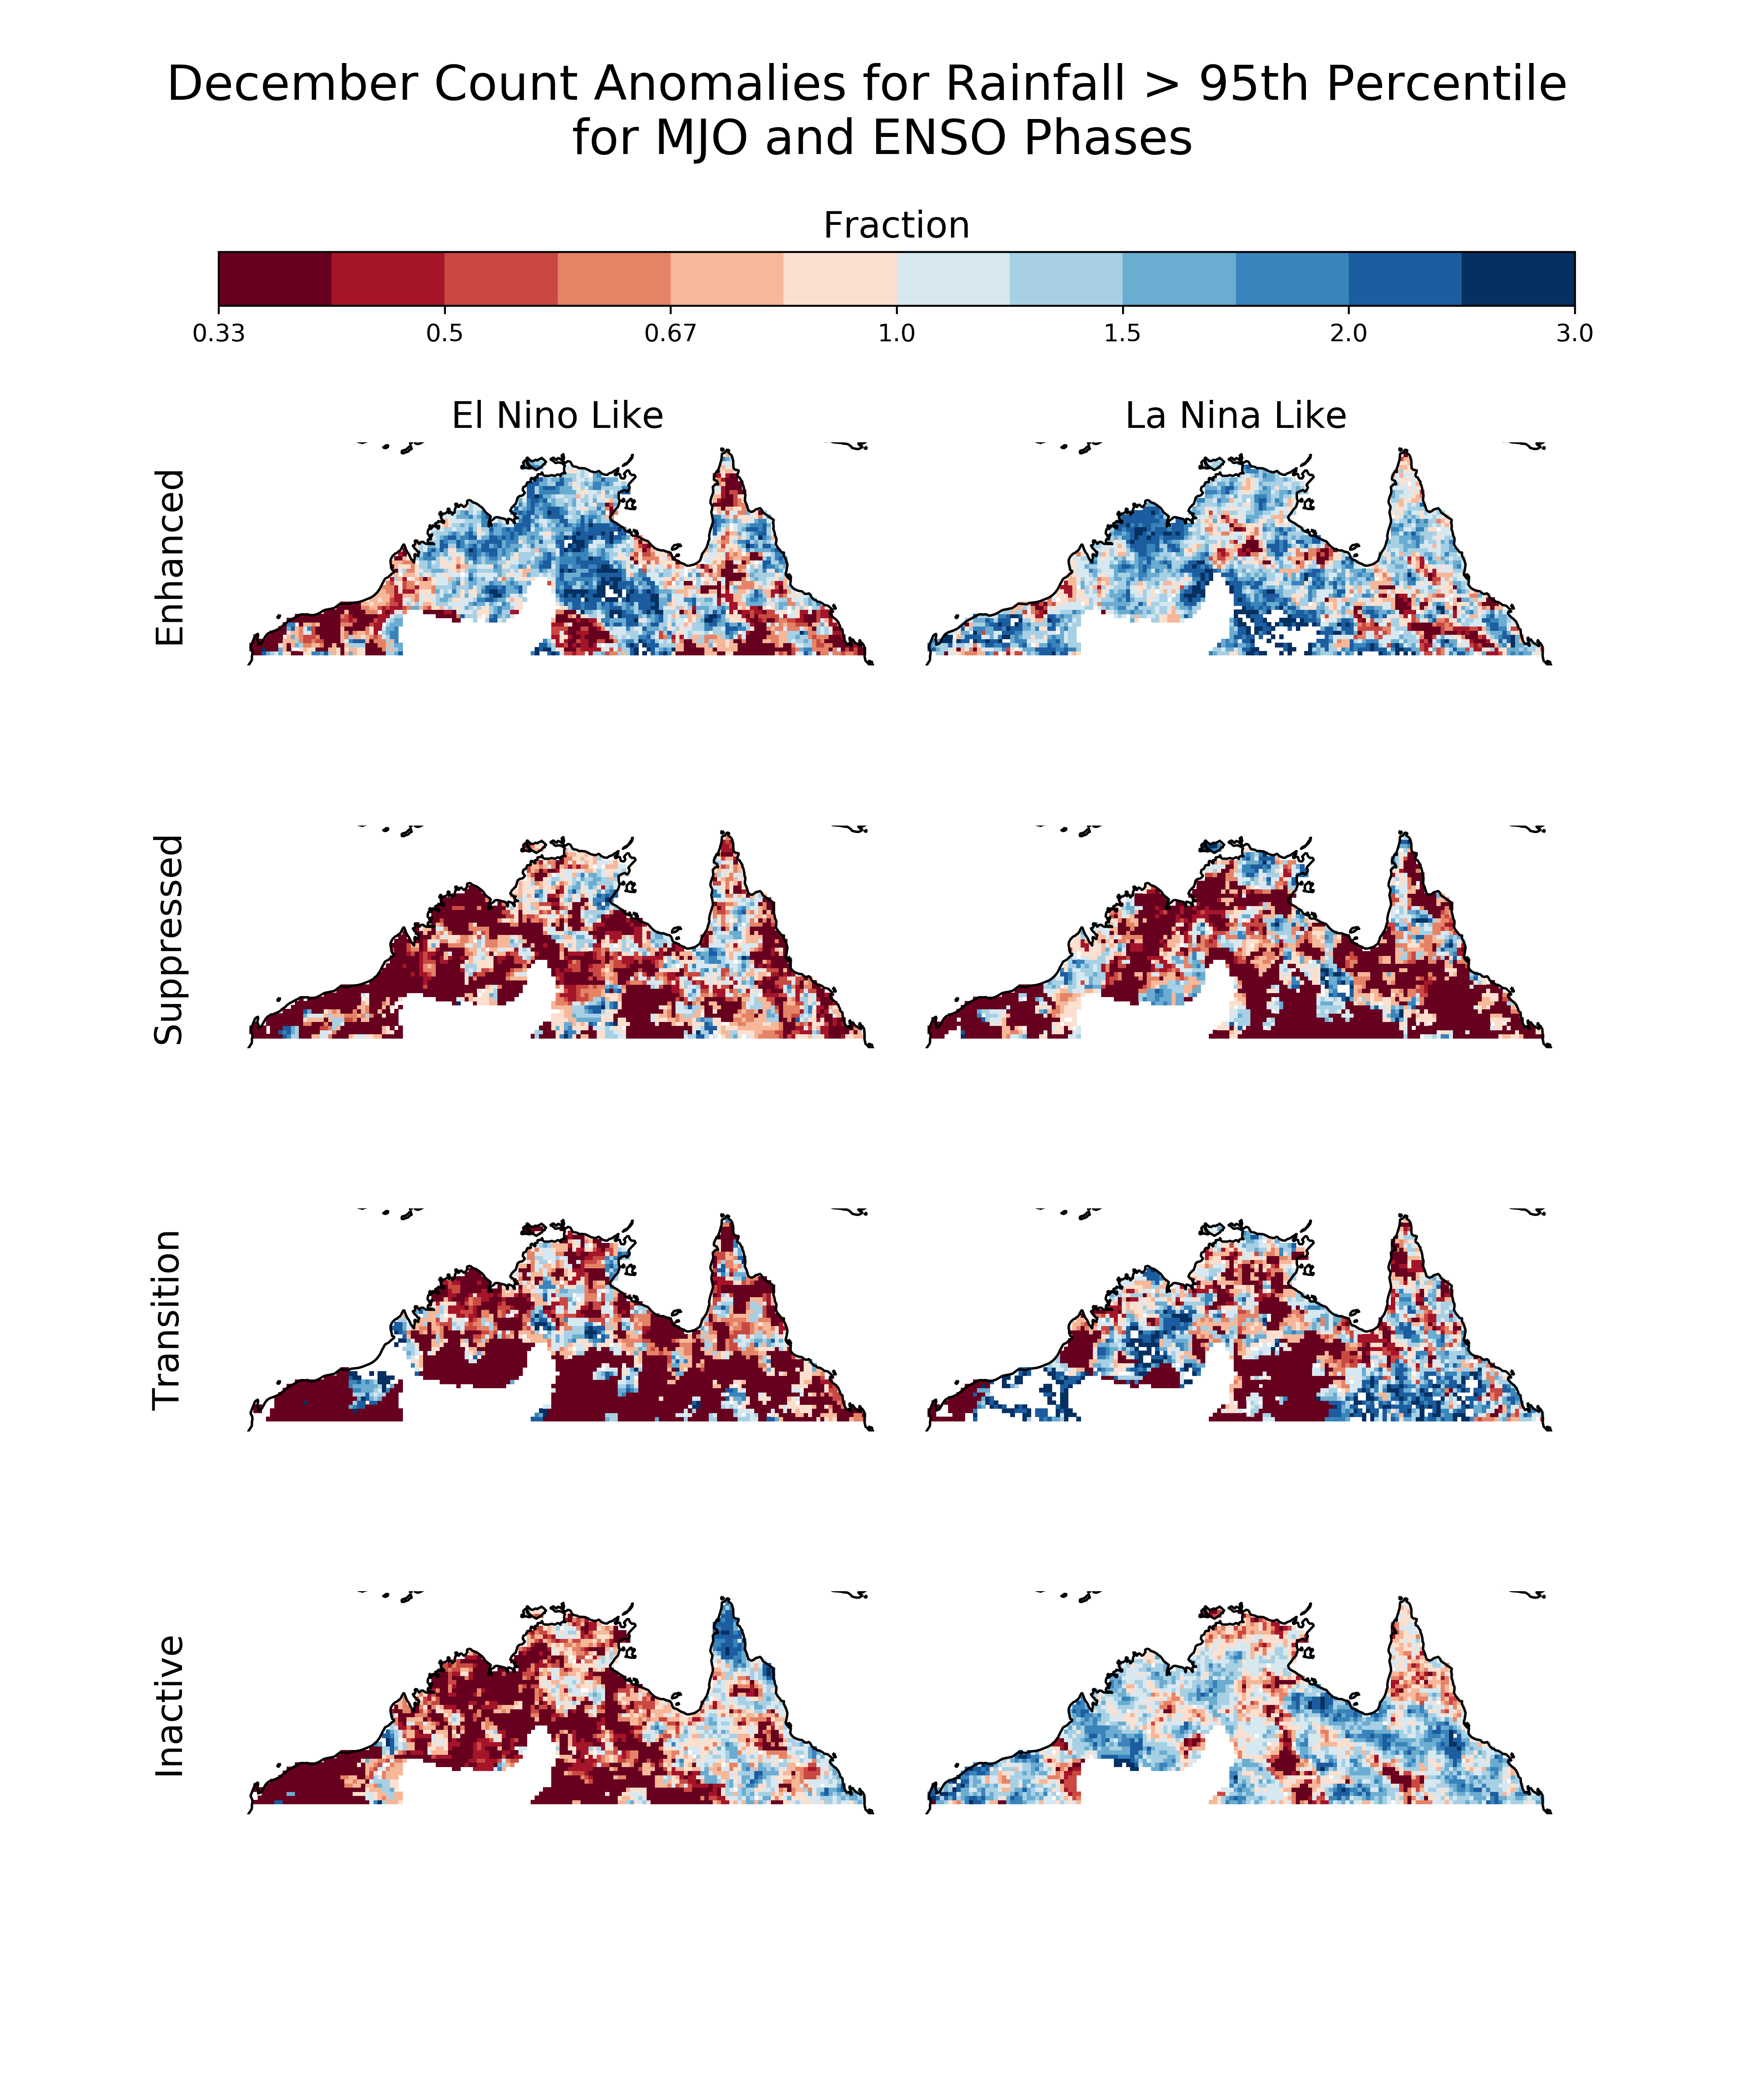 December Count Anomalies for Rainfall > 95th Percentile
for MJO and ENSO Phases
Fraction
0.33 0.5 0.67 1.0 1.5 2.0 3.0
El Nino Like La Nina Like
Enhanced
Suppressed
Transition
Inactive